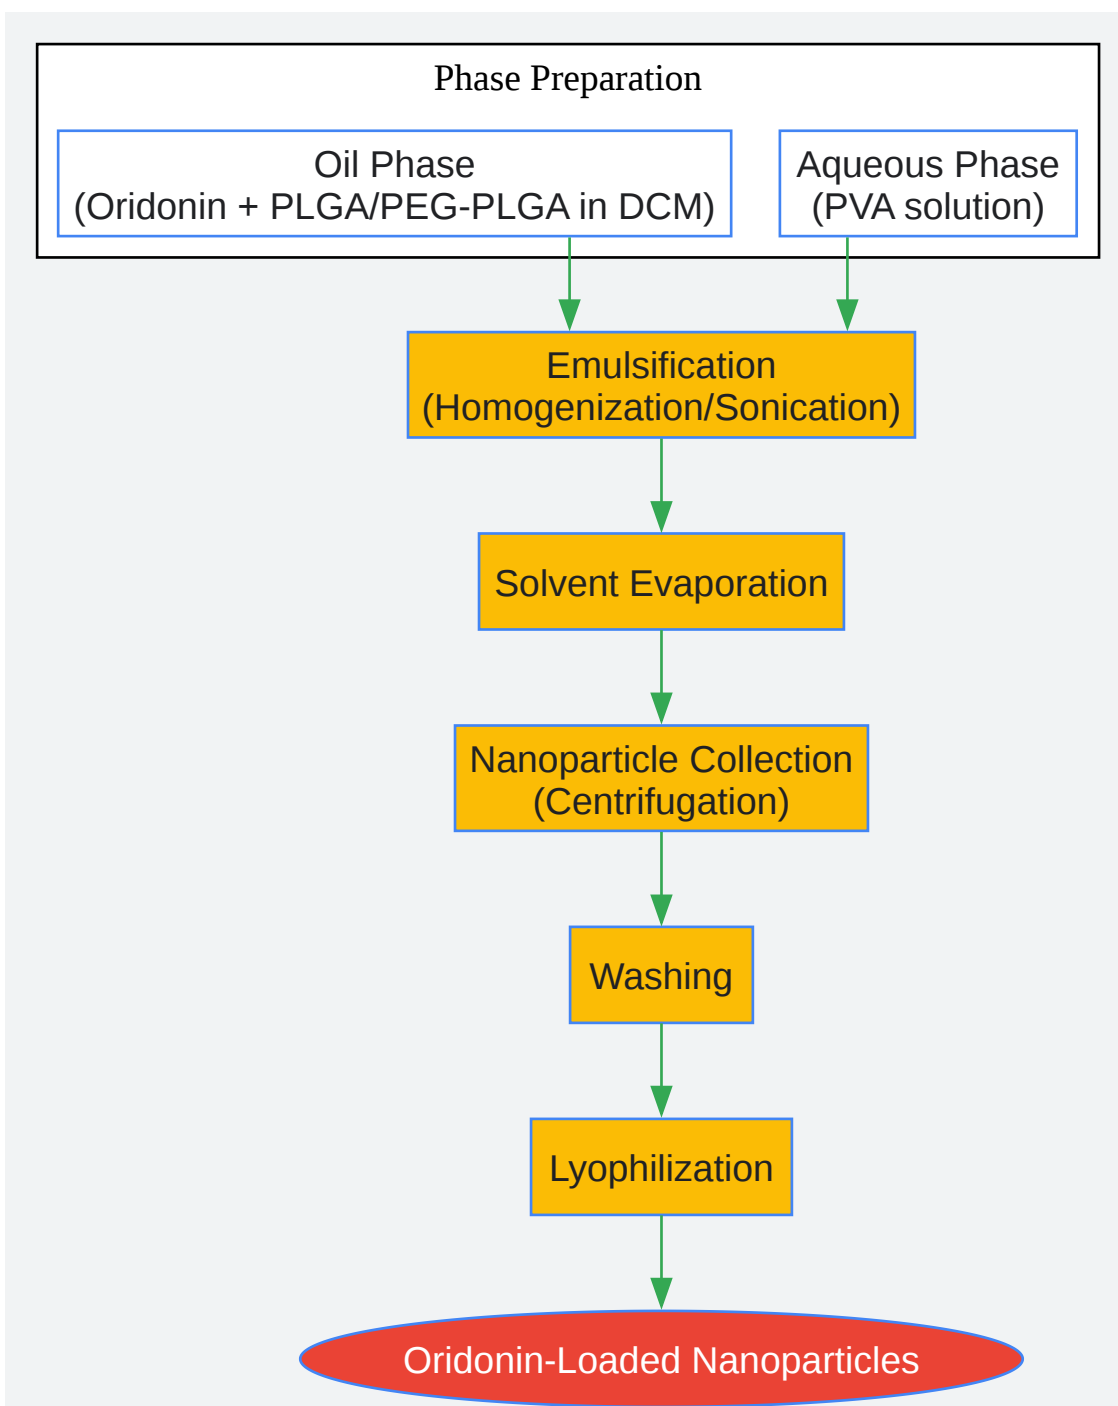 Phase Preparation
Oil Phase
(Oridonin + PLGA/PEG-PLGA in DCM)
Aqueous Phase
(PVA solution)
Emulsification
(Homogenization/Sonication)
Solvent Evaporation
Nanoparticle Collection
(Centrifugation)
Washing
Lyophilization
Oridonin-Loaded Nanoparticles